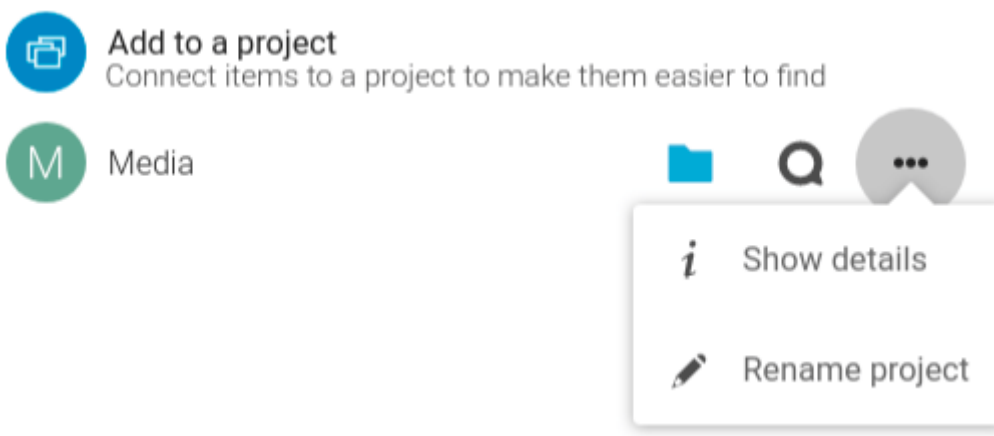 Add to a project
Connect items to a project to make them easier to find
M Media
Show details
Rename project